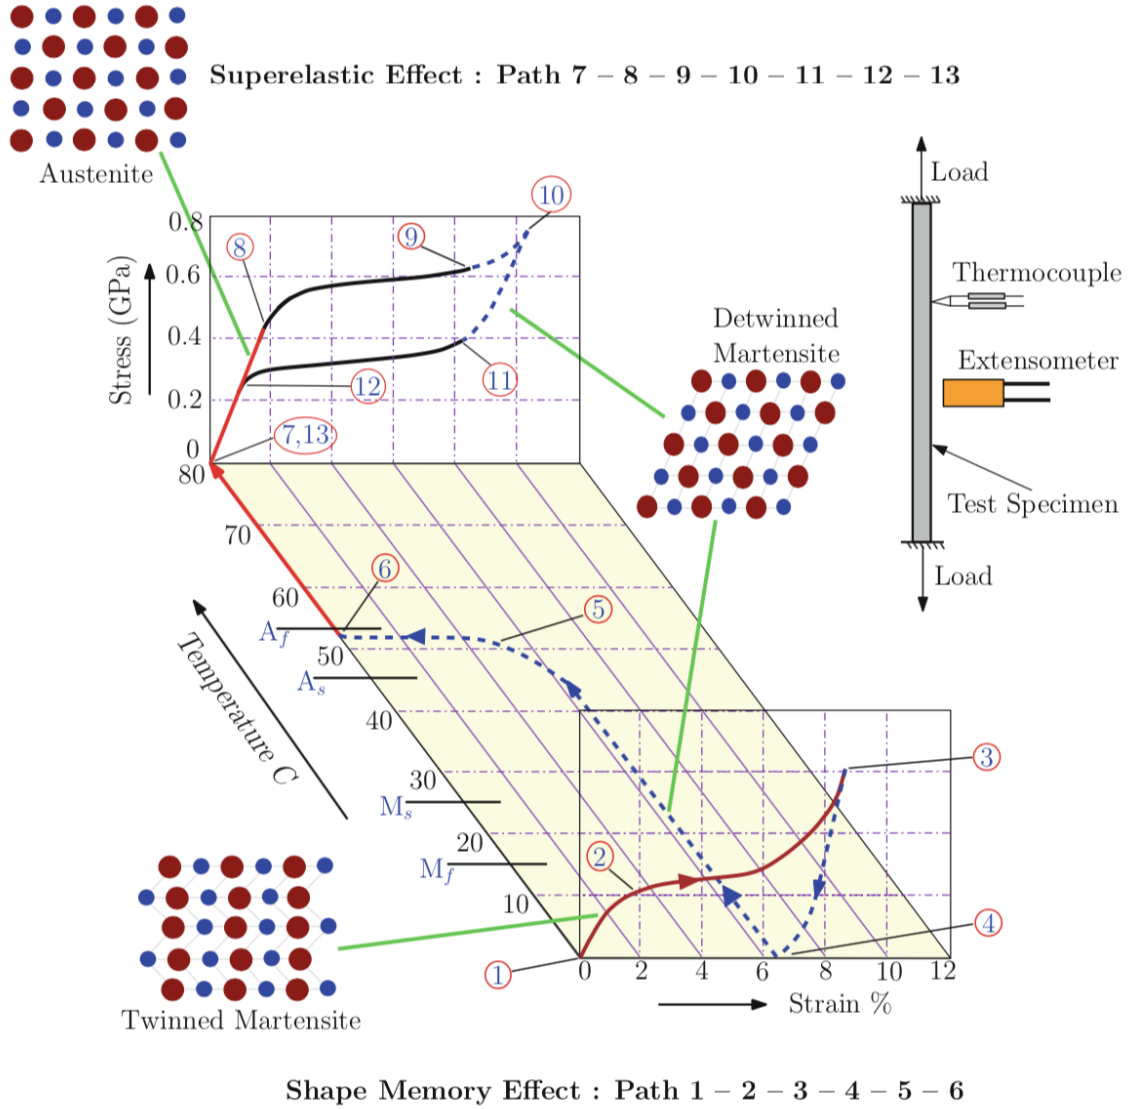 Superelastic Effect : Path 7 – 8 – 9 – 10 – 11 – 12 – 13
Austenite
Load
10
0.8
8
9
Stress (GPa)
0.6
Thermocouple
Detwinned
Martensite
0.4
Extensometer
11
12
0.2
7,13
0
80
Test Specimen
70
6
Load
60
5
A_f
50
A_s
40
Temperature C
3
30
M_s
20
2
M_f
10
4
1
0 2 4 6 8 10 12
Strain %
Twinned Martensite
Shape Memory Effect : Path 1 – 2 – 3 – 4 – 5 – 6